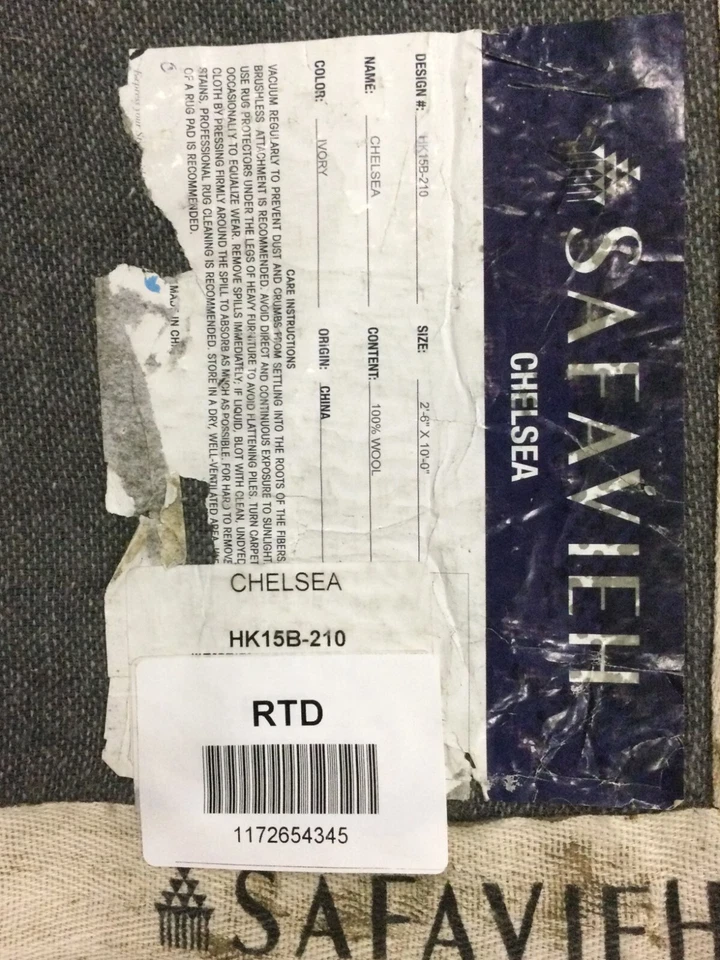 SAFAVIEH
CHELSEA
DESIGN #: HK15B-210
SIZE: 2'-6" X 10'-0"
NAME: CHELSEA
CONTENT: 100% WOOL
COLOR: IVORY
ORIGIN: CHINA
CARE INSTRUCTIONS
VACUUM REGULARLY TO PREVENT DUST AND CRUMBS FROM SETTLING INTO THE ROOTS OF THE FIBERS
BRUSHLESS ATTACHMENT IS RECOMMENDED. AVOID DIRECT AND CONTINUOUS EXPOSURE TO SUNLIGHT
USE RUG PROTECTORS UNDER THE LEGS OF HEAVY FURNITURE TO AVOID FLATTENING PILES. TURN CARPET
OCCASIONALLY TO EQUALIZE WEAR. REMOVE SPILLS IMMEDIATELY. IF LIQUID, BLOT WITH CLEAN, UNDYED
CLOTH BY PRESSING FIRMLY AROUND THE SPILL TO ABSORB AS MUCH AS POSSIBLE. FOR HARD TO REMOVE
STAINS, PROFESSIONAL RUG CLEANING IS RECOMMENDED. STORE IN A DRY, WELL-VENTILATED AREA. USE
OF A RUG PAD IS RECOMMENDED.
IN CH
Express your
CHELSEA
HK15B-210
RTD
1172654345
SAFAVIEH